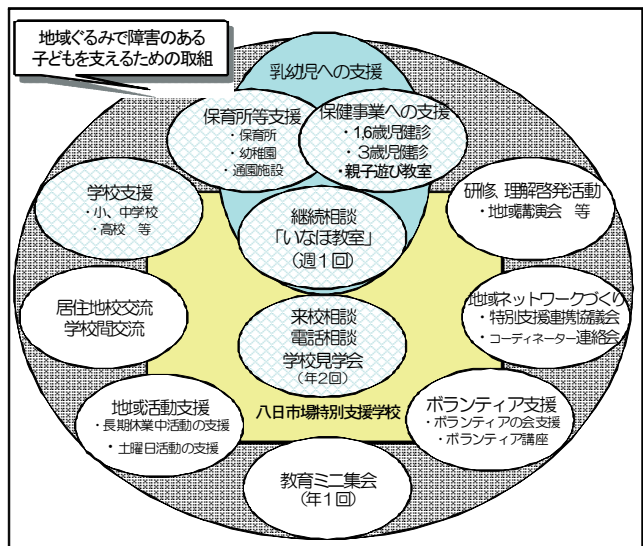 地域ぐるみで障害のある
子どもを支えるための取組
乳幼児への支援
保育所等支援
・保育所
・幼稚園
・通園施設
保健事業への支援
・1,6歳児健診
・3歳児健診
・親子遊び教室
学校支援
・小、中学校
・高校 等
継続相談
「いなほ教室」
(週1回)
研修、理解啓発活動
・地域講演会 等
居住地校交流
学校間交流
来校相談
電話相談
学校見学会
(年2回)
地域ネットワークづくり
・特別支援連携協議会
・コーディネーター連絡会
地域活動支援
・長期休業中活動の支援
・土曜日活動の支援
八日市場特別支援学校
ボランティア支援
・ボランティアの会支援
・ボランティア講座
教育ミニ集会
(年1回)